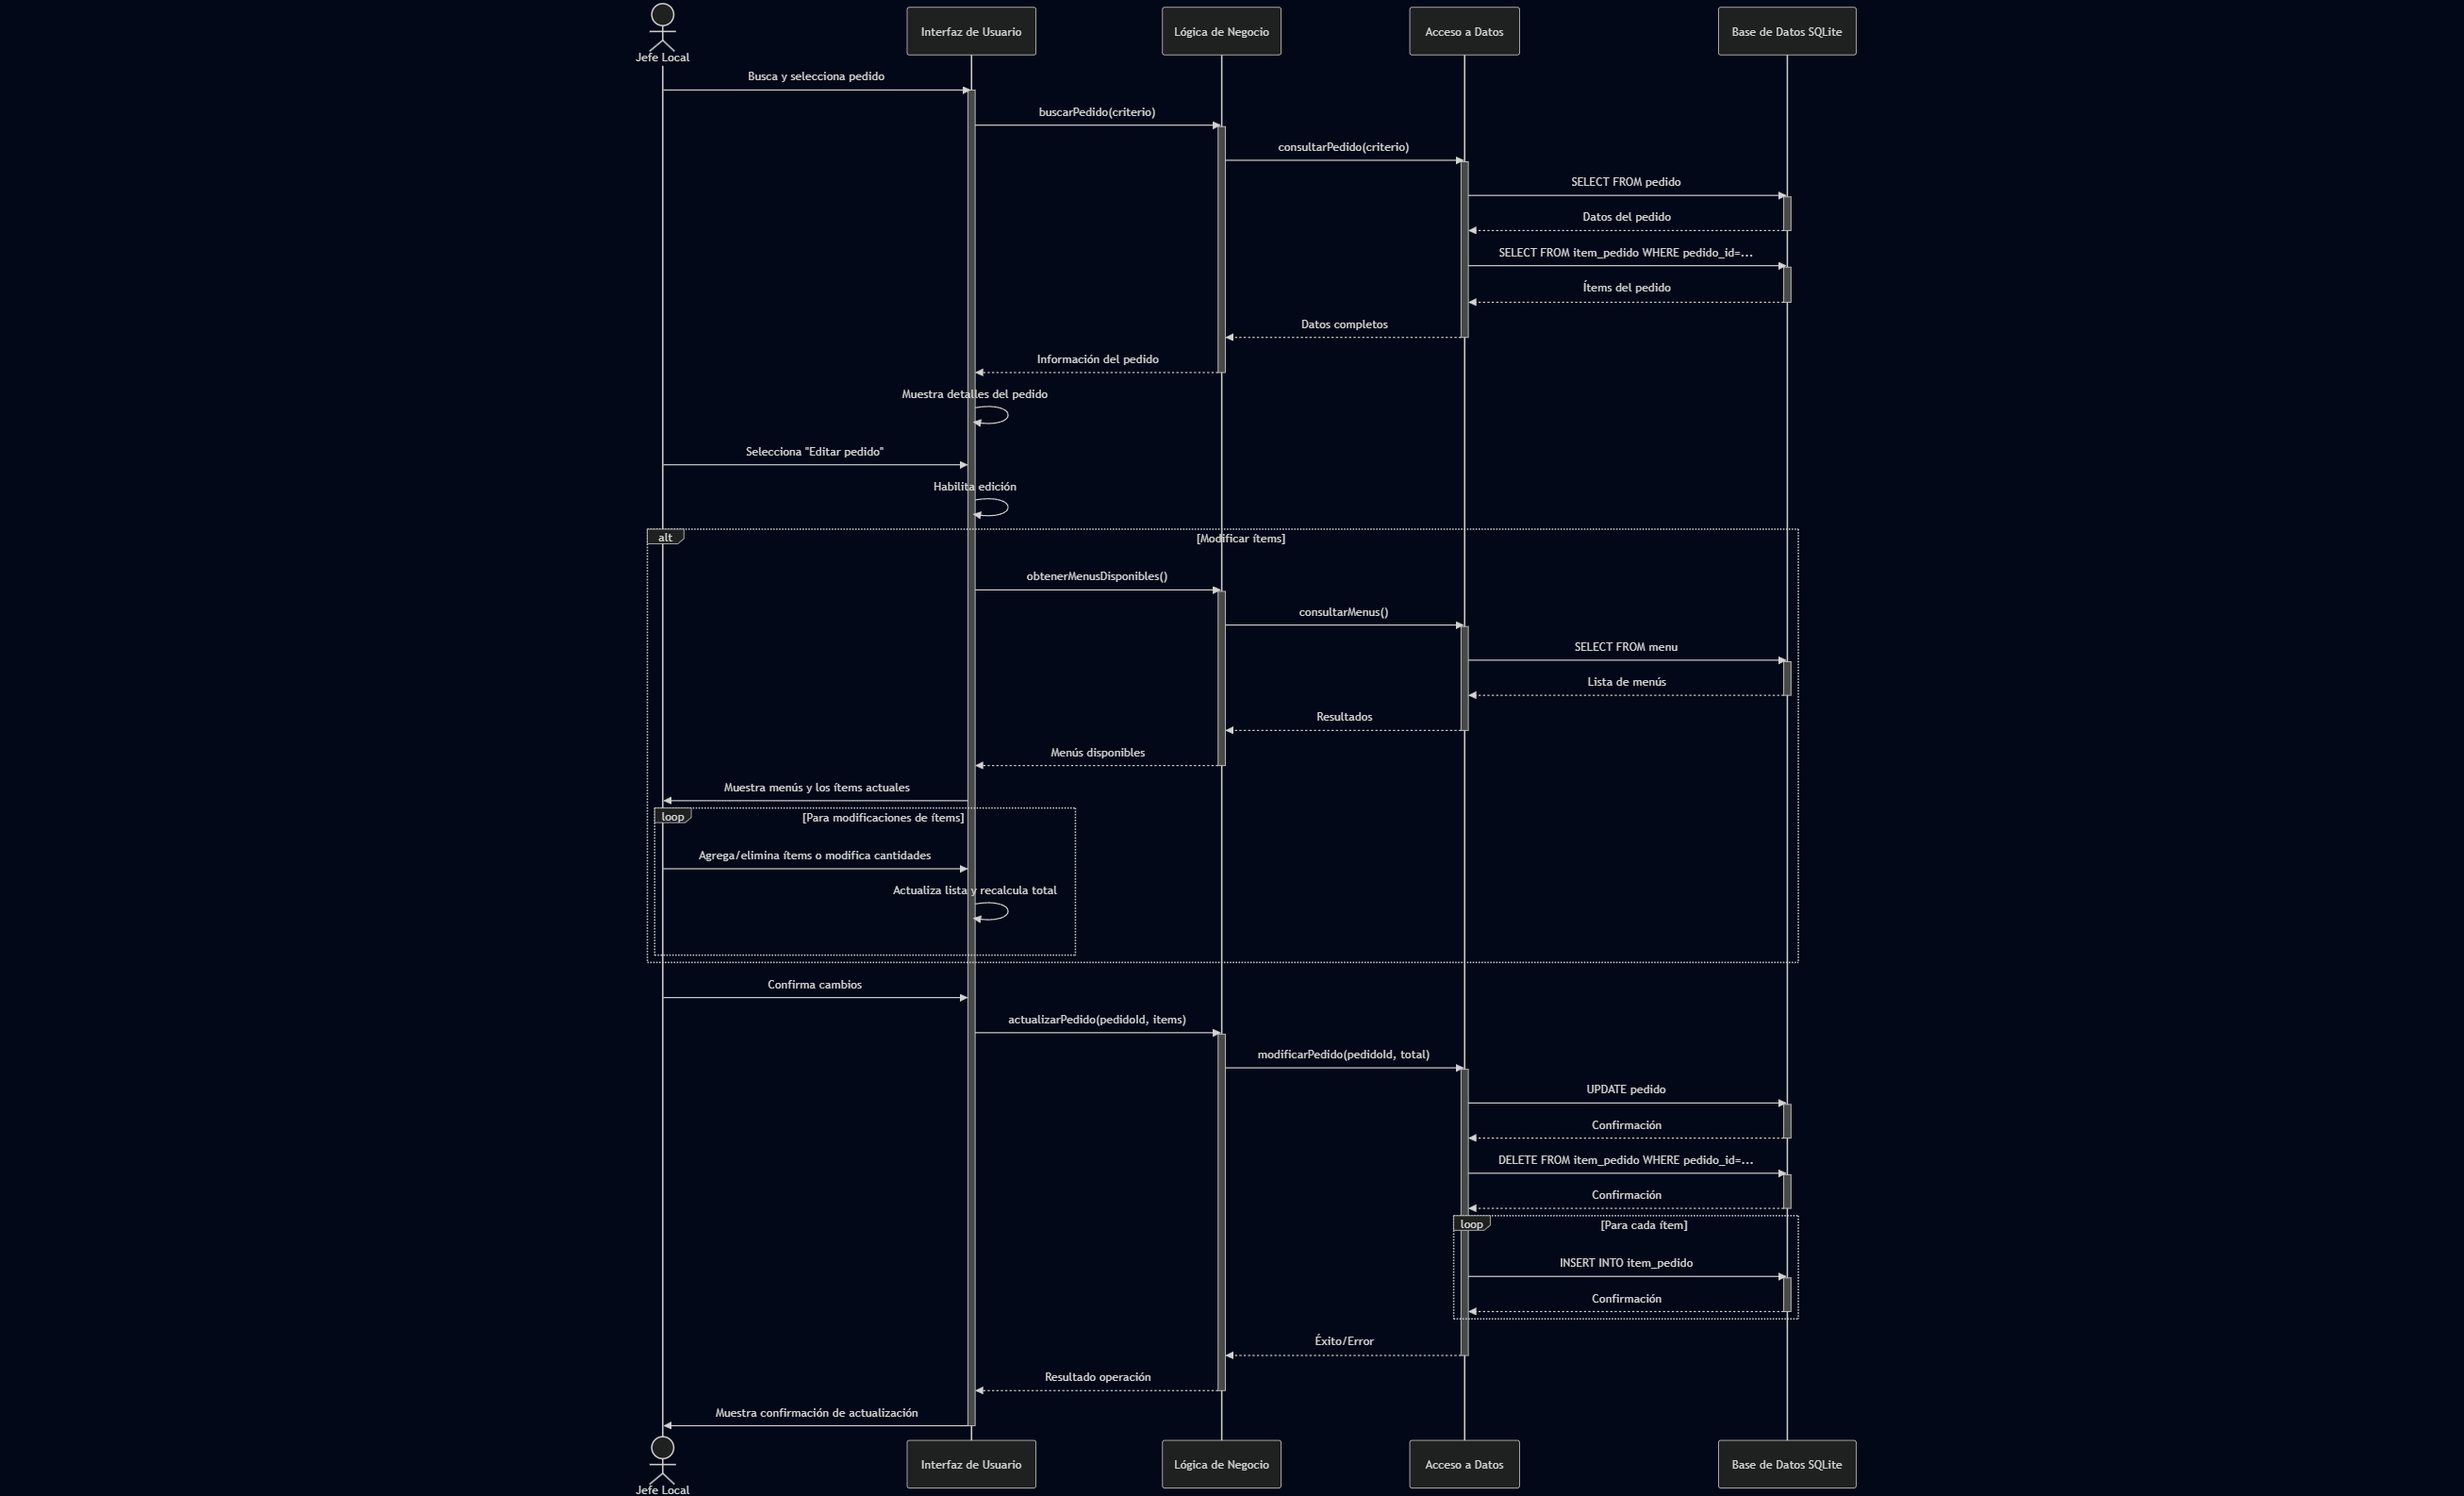 Jefe Local
Interfaz de Usuario
Lógica de Negocio
Acceso a Datos
Base de Datos SQLite
Busca y selecciona pedido
buscarPedido(criterio)
consultarPedido(criterio)
SELECT FROM pedido
Datos del pedido
SELECT FROM item_pedido WHERE pedido_id=...
Ítems del pedido
Datos completos
Información del pedido
Muestra detalles del pedido
Selecciona "Editar pedido"
Habilita edición
alt
[Modificar ítems]
obtenerMenusDisponibles()
consultarMenus()
SELECT FROM menu
Lista de menús
Resultados
Menús disponibles
Muestra menús y los ítems actuales
loop
[Para modificaciones de ítems]
Agrega/elimina ítems o modifica cantidades
Actualiza lista y recalcula total
Confirma cambios
actualizarPedido(pedidoId, items)
modificarPedido(pedidoId, total)
UPDATE pedido
Confirmación
DELETE FROM item_pedido WHERE pedido_id=...
Confirmación
loop
[Para cada ítem]
INSERT INTO item_pedido
Confirmación
Éxito/Error
Resultado operación
Muestra confirmación de actualización
Interfaz de Usuario
Lógica de Negocio
Acceso a Datos
Base de Datos SQLite
Jefe Local